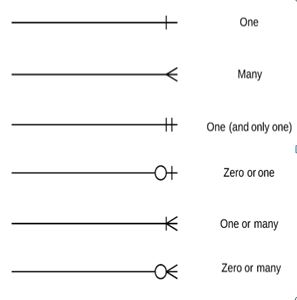 One
Many
One (and only one)
Zero or one
One or many
Zero or many